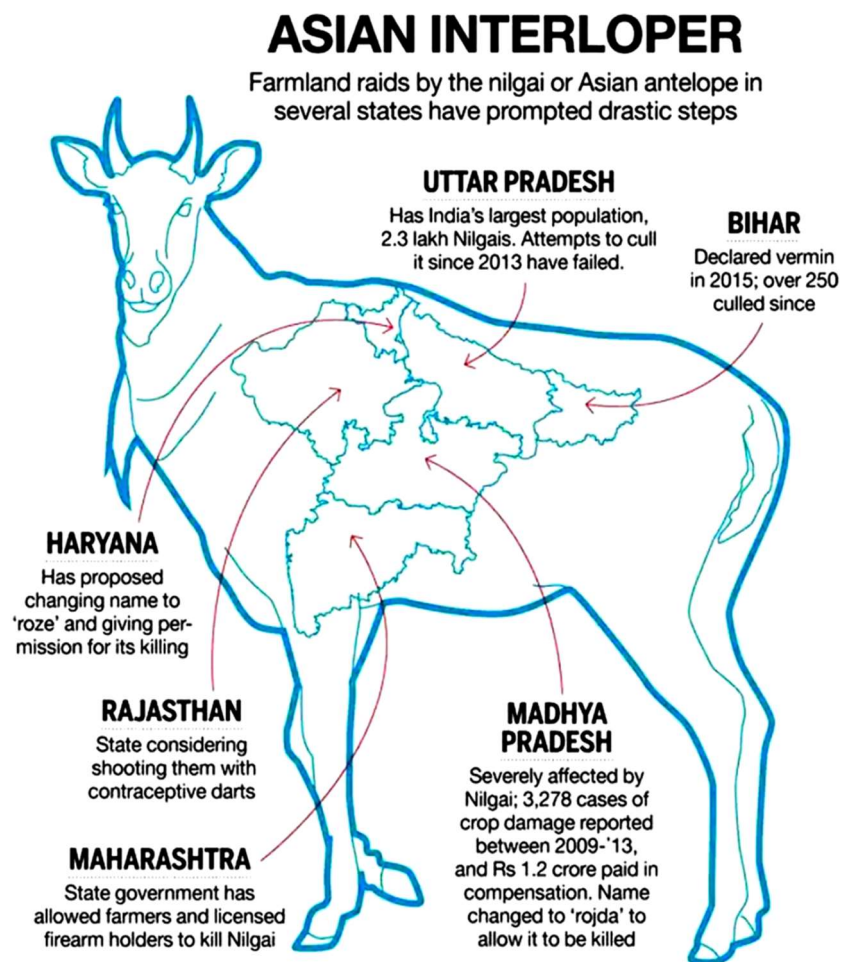 ASIAN INTERLOPER
Farmland raids by the nilgai or Asian antelope in
several states have prompted drastic steps
UTTAR PRADESH
Has India's largest population,
2.3 lakh Nilgais. Attempts to cull
it since 2013 have failed.
BIHAR
Declared vermin
in 2015; over 250
culled since
HARYANA
Has proposed
changing name to
'roze' and giving per-
mission for its killing
RAJASTHAN
State considering
shooting them with
contraceptive darts
MAHARASHTRA
State government has
allowed farmers and licensed
firearm holders to kill Nilgai
MADHYA
PRADESH
Severely affected by
Nilgai; 3,278 cases of
crop damage reported
between 2009-'13,
and Rs 1.2 crore paid in
compensation. Name
changed to 'rojda' to
allow it to be killed